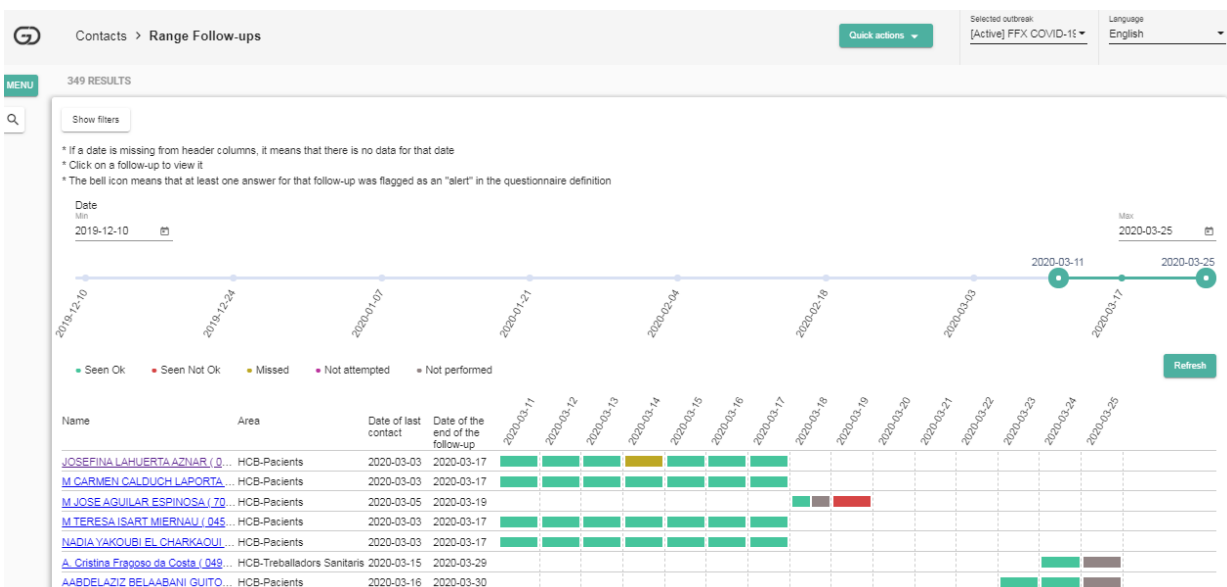 Contacts > Range Follow-ups
Quick actions
Selected outbreak
[Active] FFX COVID-19
Language
English
MENU
349 RESULTS
Show filters
* If a date is missing from header columns, it means that there is no data for that date
* Click on a follow-up to view it
* The bell icon means that at least one answer for that follow-up was flagged as an "alert" in the questionnaire definition
Date
Min
2019-12-10
Max
2020-03-25
2020-03-11 2020-03-25
2019-12-10 2019-12-24 2020-01-07 2020-01-21 2020-02-04 2020-02-18 2020-03-03 2020-03-17
Seen Ok Seen Not Ok Missed Not attempted Not performed
Refresh
Name Area Date of last contact Date of the end of the follow-up 2020-03-11 2020-03-12 2020-03-13 2020-03-14 2020-03-15 2020-03-16 2020-03-17 2020-03-18 2020-03-19 2020-03-20 2020-03-21 2020-03-22 2020-03-23 2020-03-24 2020-03-25
JOSEFINA LAHUERTA AZNAR ( 0... HCB-Pacients 2020-03-03 2020-03-17
M CARMEN CALDUCH LAPORTA ... HCB-Pacients 2020-03-03 2020-03-17
M JOSE AGUILAR ESPINOSA ( 70... HCB-Pacients 2020-03-05 2020-03-19
M TERESA ISART MIERNAU ( 045... HCB-Pacients 2020-03-03 2020-03-17
NADIA YAKOUBI EL CHARKAOUI ... HCB-Pacients 2020-03-03 2020-03-17
A. Cristina Fragoso da Costa ( 049... HCB-Treballadors Sanitaris 2020-03-15 2020-03-29
AABDELAZIZ BELAABANI GUITO... HCB-Pacients 2020-03-16 2020-03-30